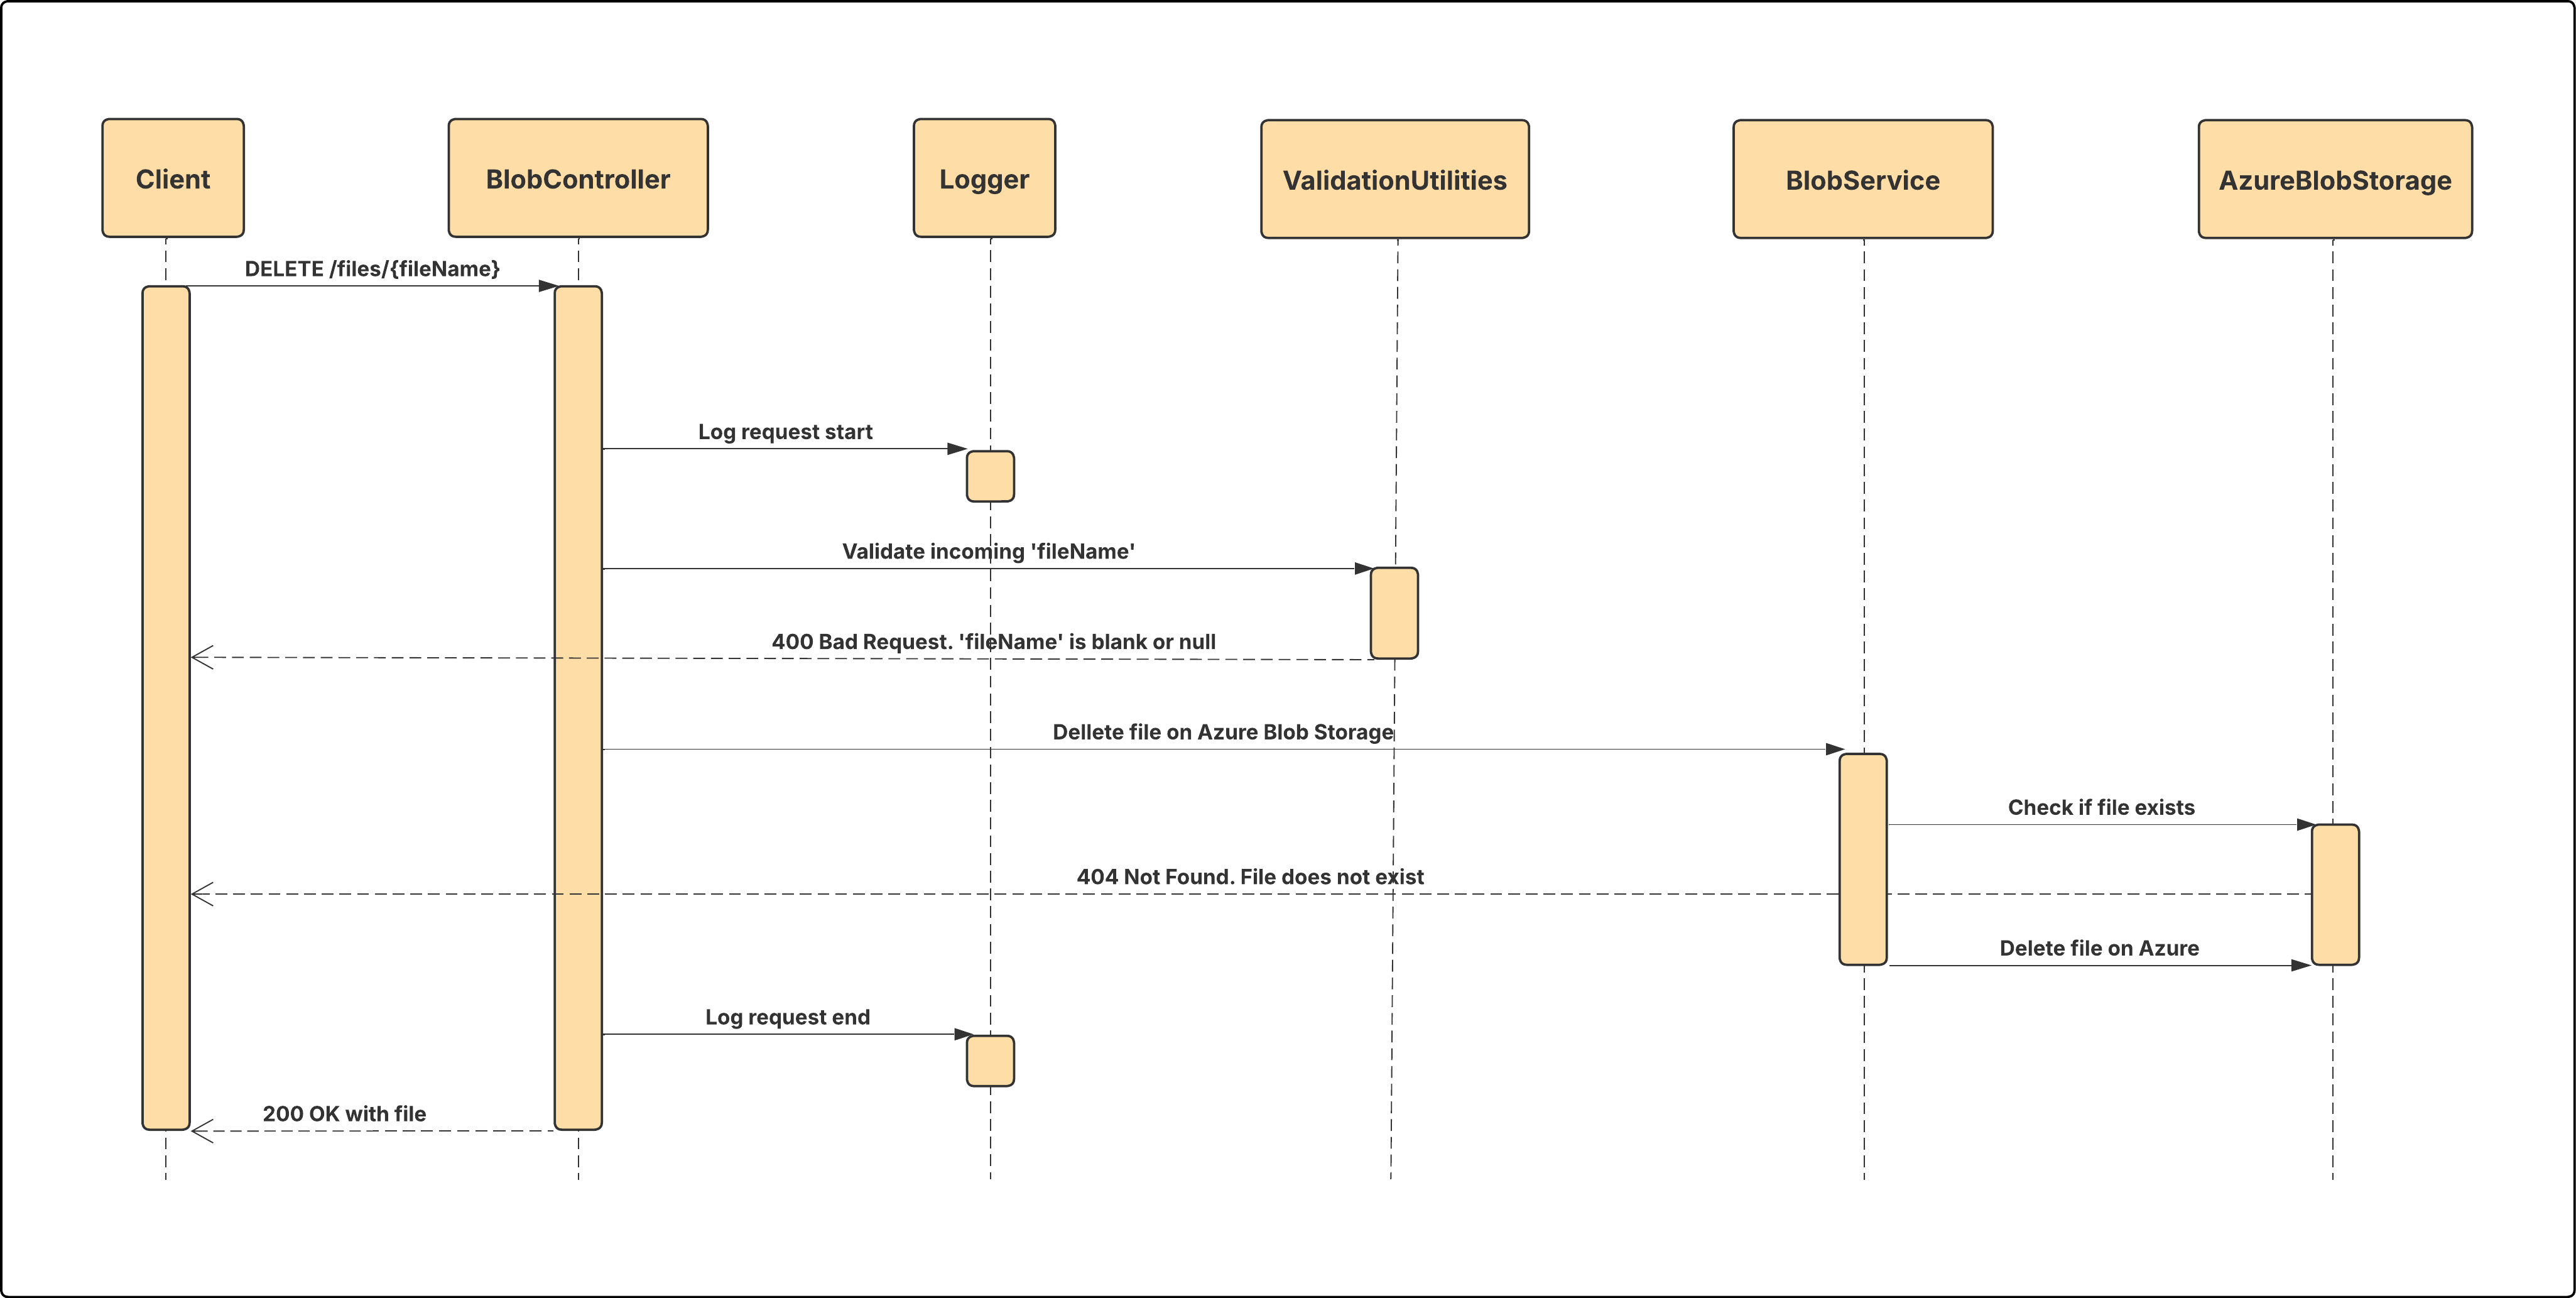 Client
BlobController
Logger
ValidationUtilities
BlobService
AzureBlobStorage
DELETE /files/{fileName}
Log request start
Validate incoming 'fileName'
400 Bad Request. 'fileName' is blank or null
Dellete file on Azure Blob Storage
Check if file exists
404 Not Found. File does not exist
Delete file on Azure
Log request end
200 OK with file